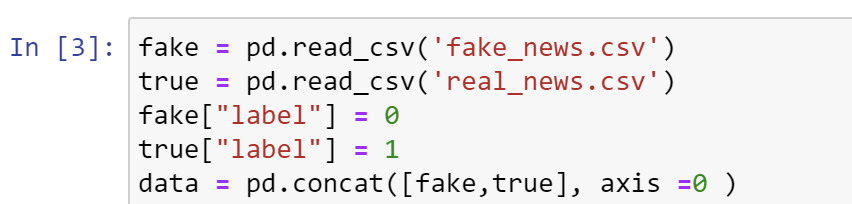 In [3]: fake = pd.read_csv('fake_news.csv')
true = pd.read_csv('real_news.csv')
fake["label"] = 0
true["label"] = 1
data = pd.concat([fake,true], axis =0 )